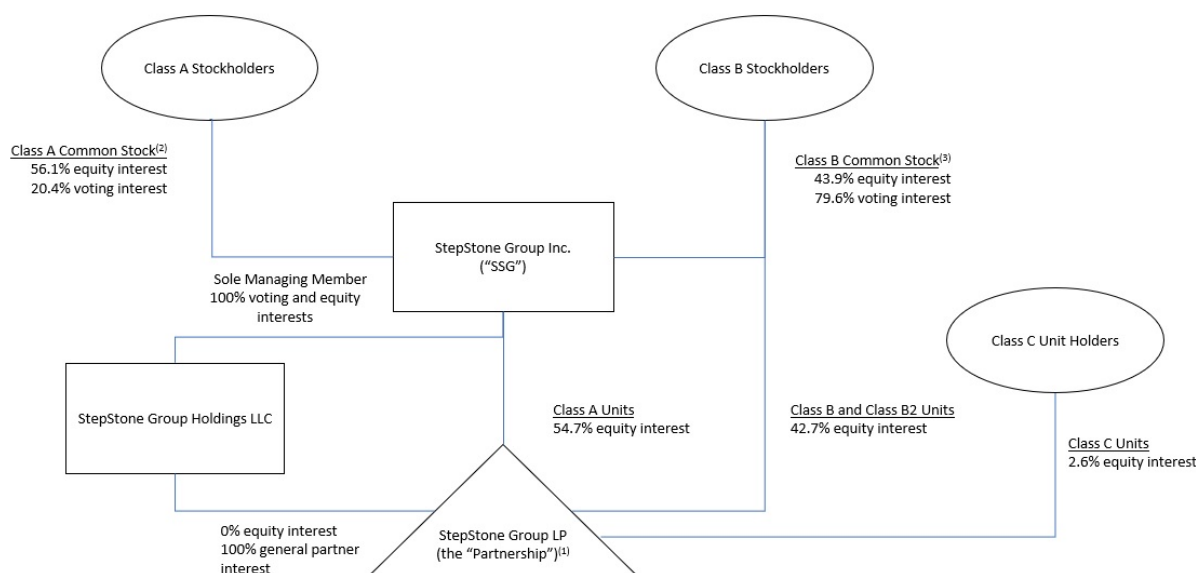 Class A Stockholders
Class B Stockholders
Class A Common Stock(2)
56.1% equity interest
20.4% voting interest
Class B Common Stock(3)
43.9% equity interest
79.6% voting interest
StepStone Group Inc.
(“SSG”)
Sole Managing Member
100% voting and equity
interests
Class C Unit Holders
StepStone Group Holdings LLC
Class A Units
54.7% equity interest
Class B and Class B2 Units
42.7% equity interest
Class C Units
2.6% equity interest
0% equity interest
100% general partner
interest
StepStone Group LP
(the “Partnership”)(1)